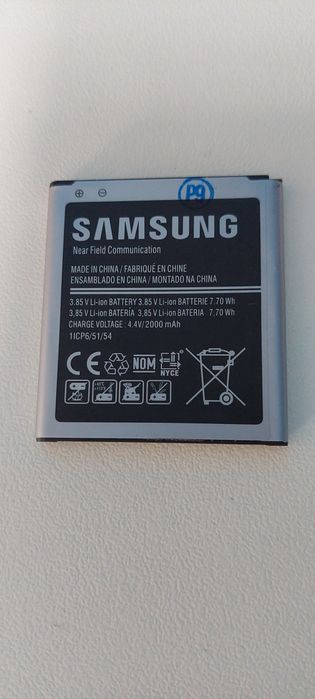 P9
SAMSUNG
Near Field Communication
MADE IN CHINA / FABRIQUÉ EN CHINE
ENSAMBLADO EN CHINA / MONTADO NA CHINA
3.85 V Li-ion BATTERY 3.85 V Li-ion BATTERIE 7.70 Wh
3,85 V Li-ion BATERÍA 3,85 V Li-ion BATERIA 7,70 Wh
CHARGE VOLTAGE : 4.4V/2000 mAh
1ICP6/51/54
CE NOM NYCE